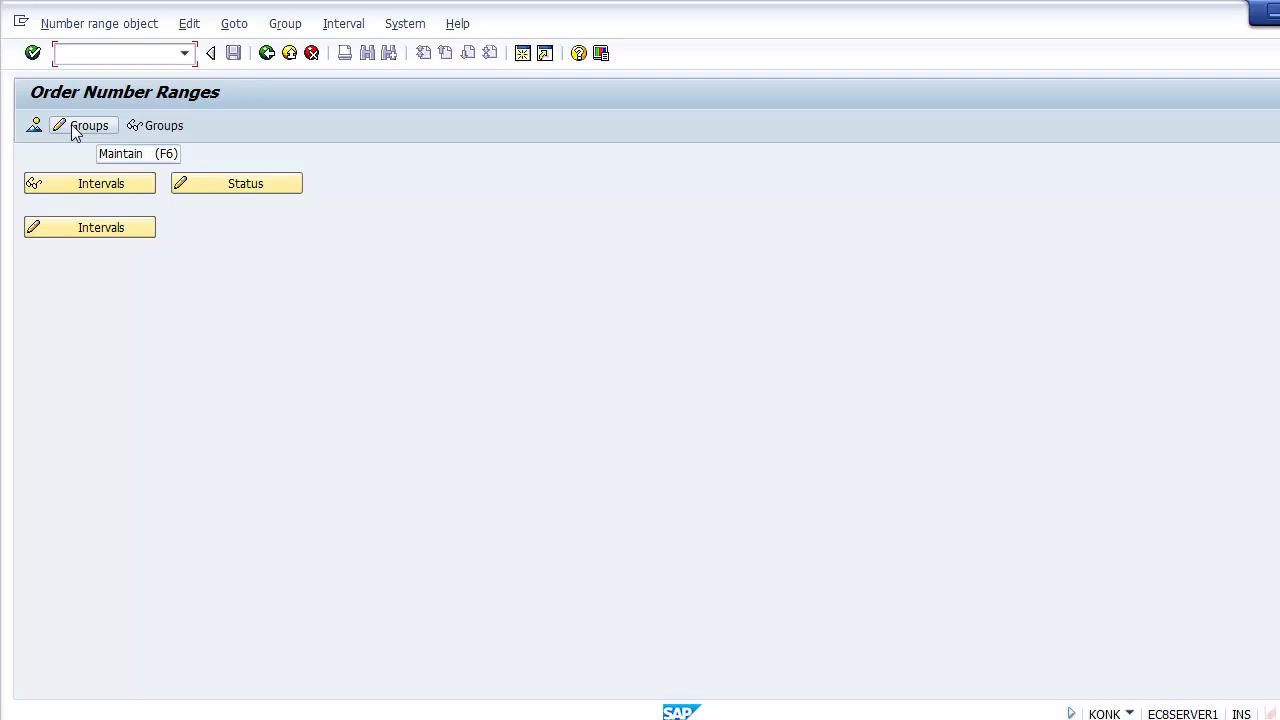 Number range object Edit Goto Group Interval System Help
Order Number Ranges
Groups Groups
Maintain (F6)
Intervals Status
Intervals
SAP KONK EC8SERVER1 INS